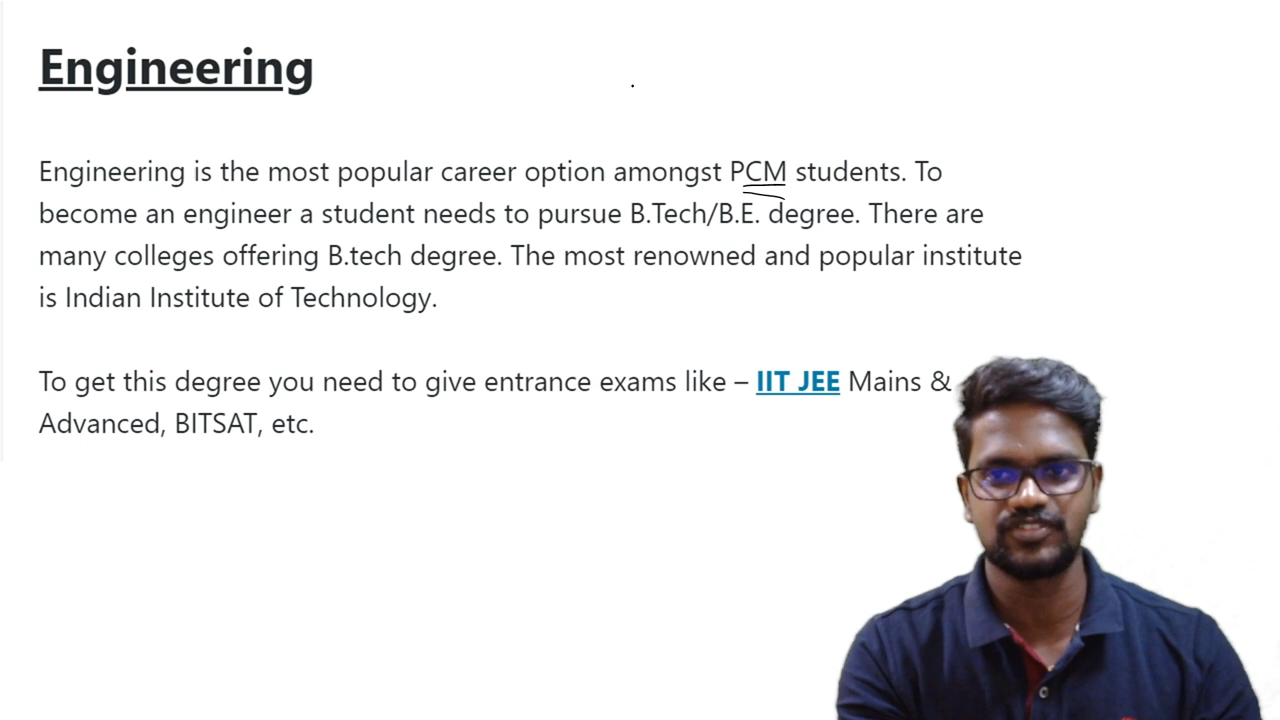 Engineering
Engineering is the most popular career option amongst PCM students. To
become an engineer a student needs to pursue B.Tech/B.E. degree. There are
many colleges offering B.tech degree. The most renowned and popular institute
is Indian Institute of Technology.
To get this degree you need to give entrance exams like – IIT JEE Mains &
Advanced, BITSAT, etc.